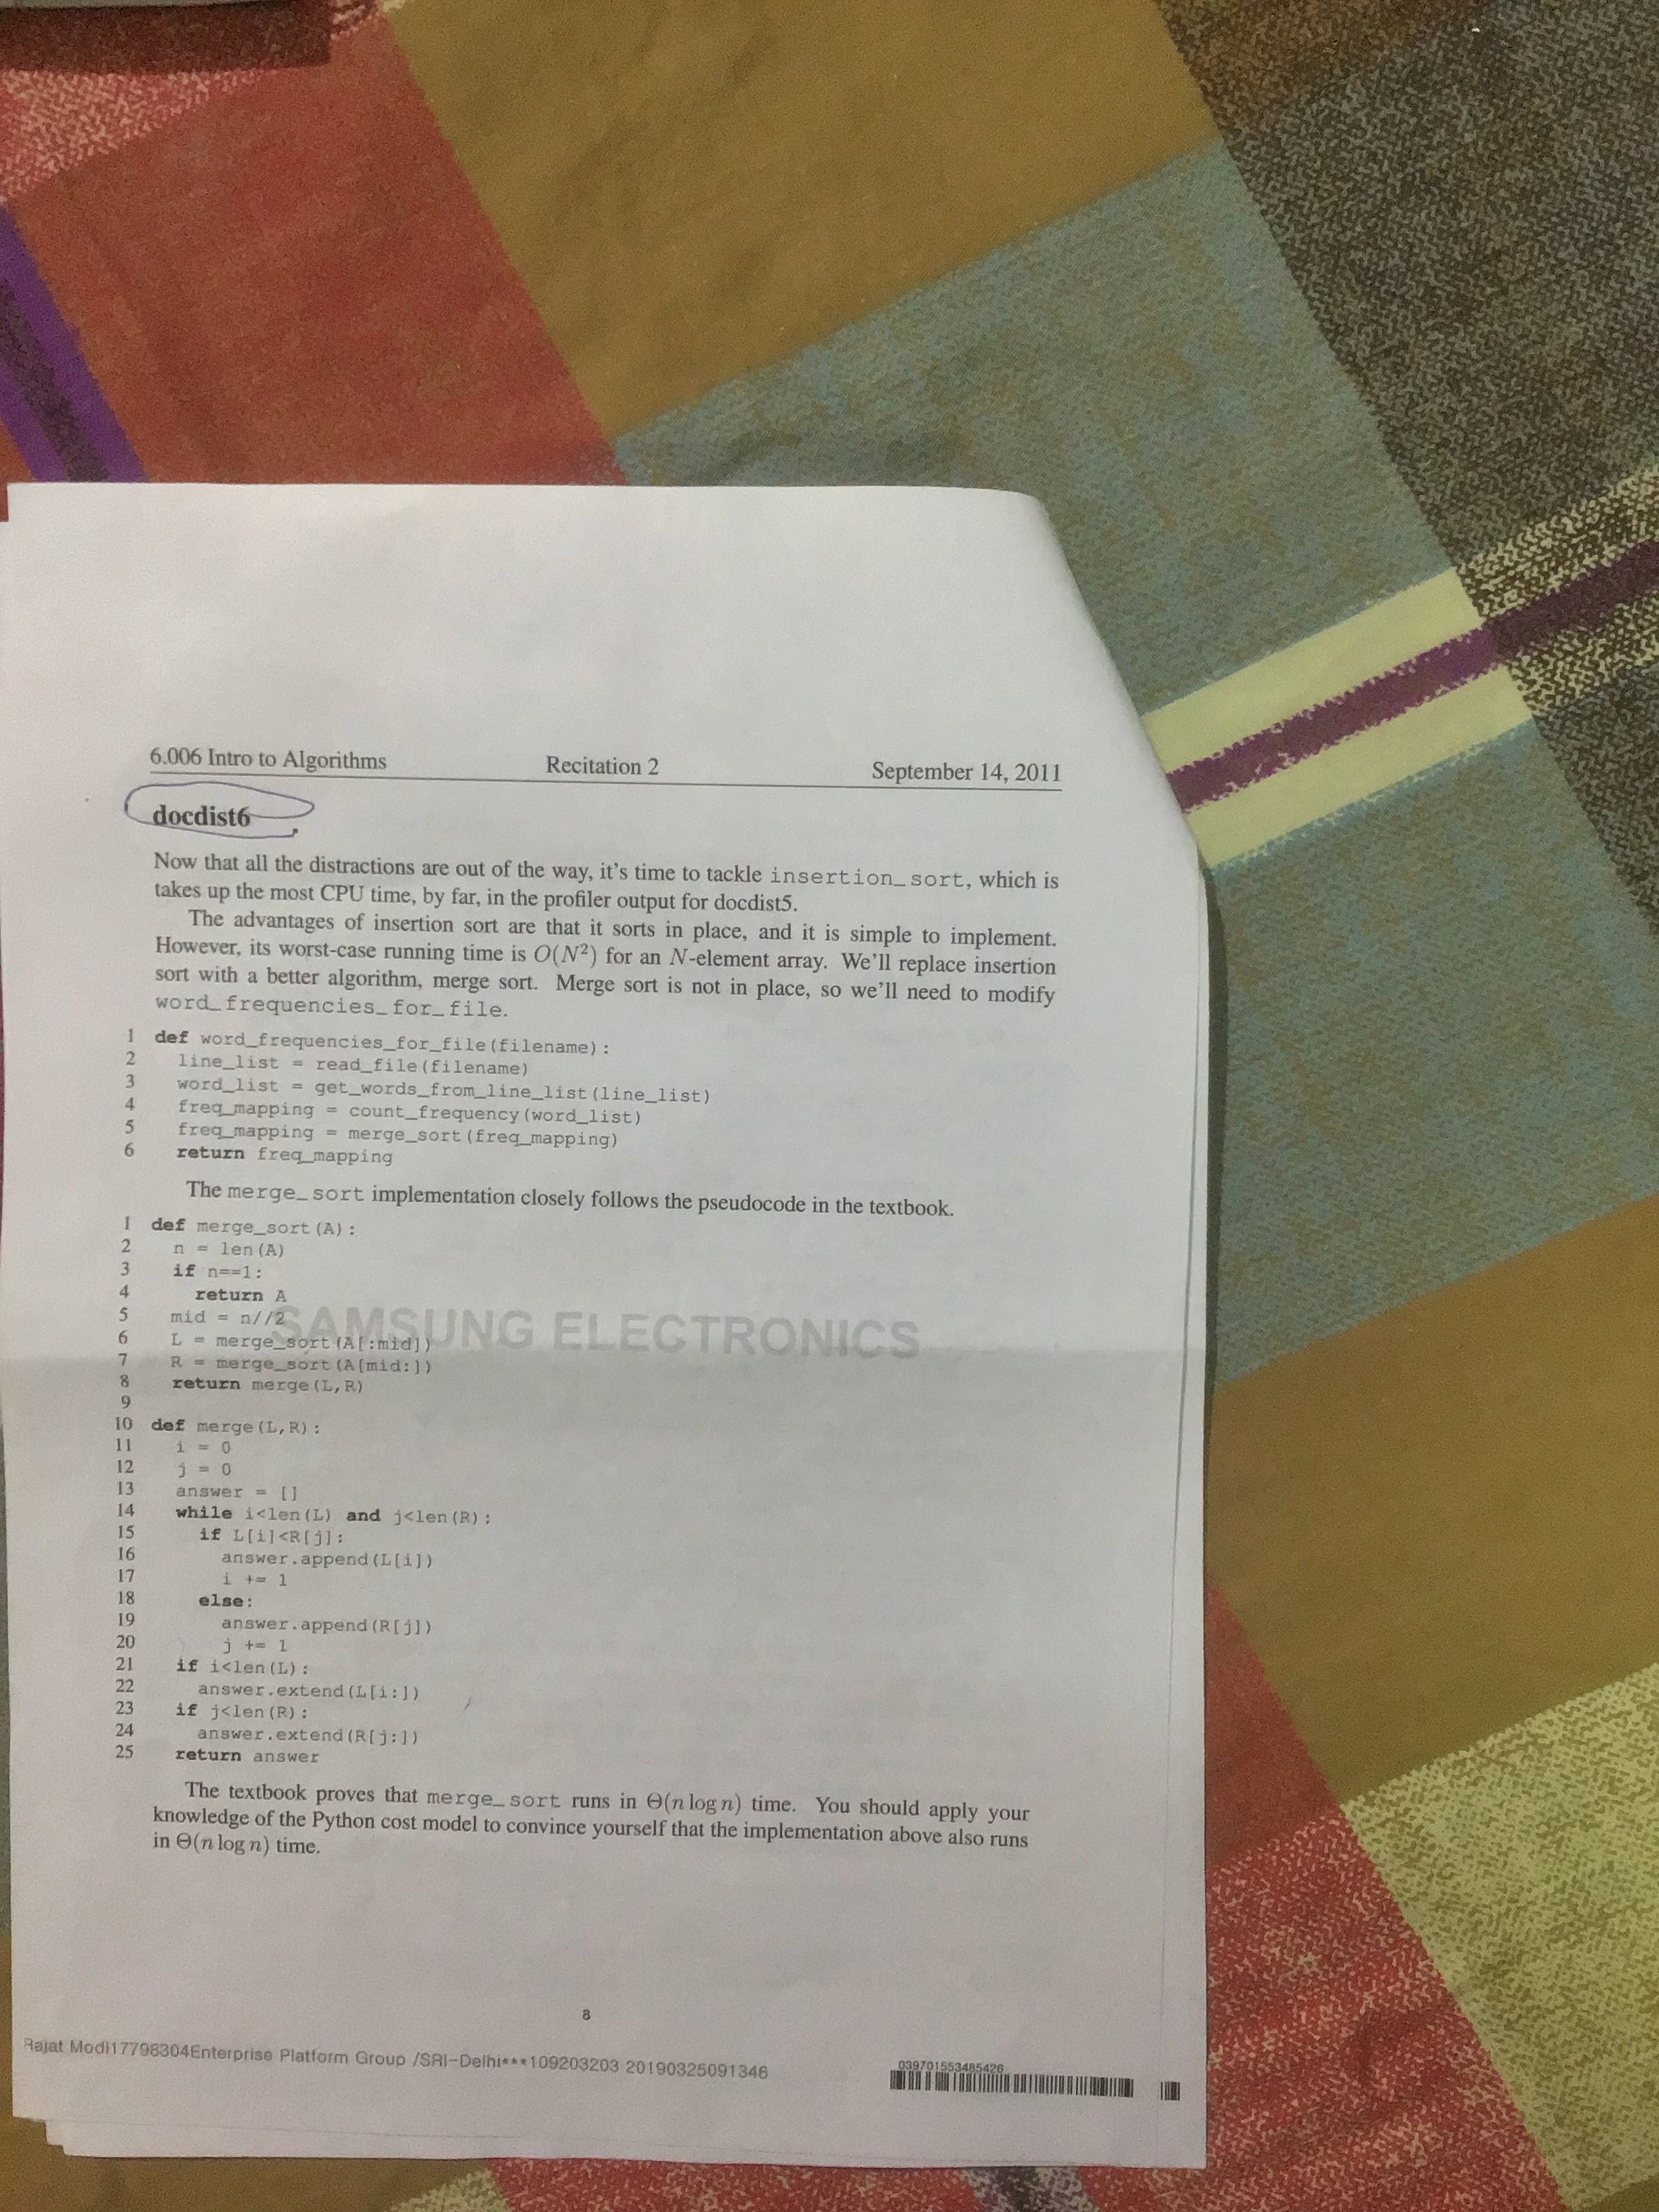 6.006 Intro to Algorithms Recitation 2 September 14, 2011
docdist6
Now that all the distractions are out of the way, it's time to tackle insertion_sort, which is
takes up the most CPU time, by far, in the profiler output for docdist5.
The advantages of insertion sort are that it sorts in place, and it is simple to implement.
However, its worst-case running time is O(N²) for an N-element array. We'll replace insertion
sort with a better algorithm, merge sort. Merge sort is not in place, so we'll need to modify
word_frequencies_for_file.
1 def word_frequencies_for_file(filename):
2 line_list = read_file(filename)
3 word_list = get_words_from_line_list(line_list)
4 freq_mapping = count_frequency(word_list)
5 freq_mapping = merge_sort(freq_mapping)
6 return freq_mapping
The merge_sort implementation closely follows the pseudocode in the textbook.
1 def merge_sort(A):
2 n = len(A)
3 if n==1:
4 return A
5 mid = n//2
SAMSUNG ELECTRONICS
6 L = merge_sort(A[:mid])
7 R = merge_sort(A[mid:])
8 return merge(L,R)
9
10 def merge(L,R):
11 i = 0
12 j = 0
13 answer = []
14 while i<len(L) and j<len(R):
15 if L[i]<R[j]:
16 answer.append(L[i])
17 i += 1
18 else:
19 answer.append(R[j])
20 j += 1
21 if i<len(L):
22 answer.extend(L[i:])
23 if j<len(R):
24 answer.extend(R[j:])
25 return answer
The textbook proves that merge_sort runs in Θ(n log n) time. You should apply your
knowledge of the Python cost model to convince yourself that the implementation above also runs
in Θ(n log n) time.
8
Rajat Modi17798304Enterprise Platform Group /SRI-Delhi***109203203 20190325091346
039701553485426